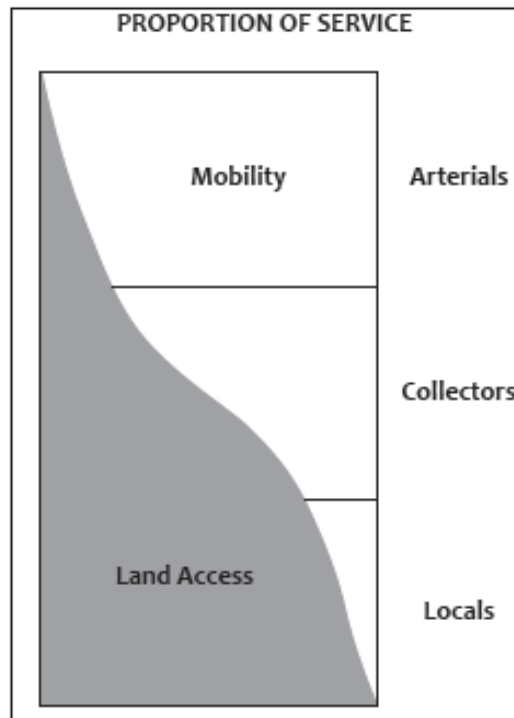 PROPORTION OF SERVICE
Mobility
Arterials
Collectors
Land Access
Locals